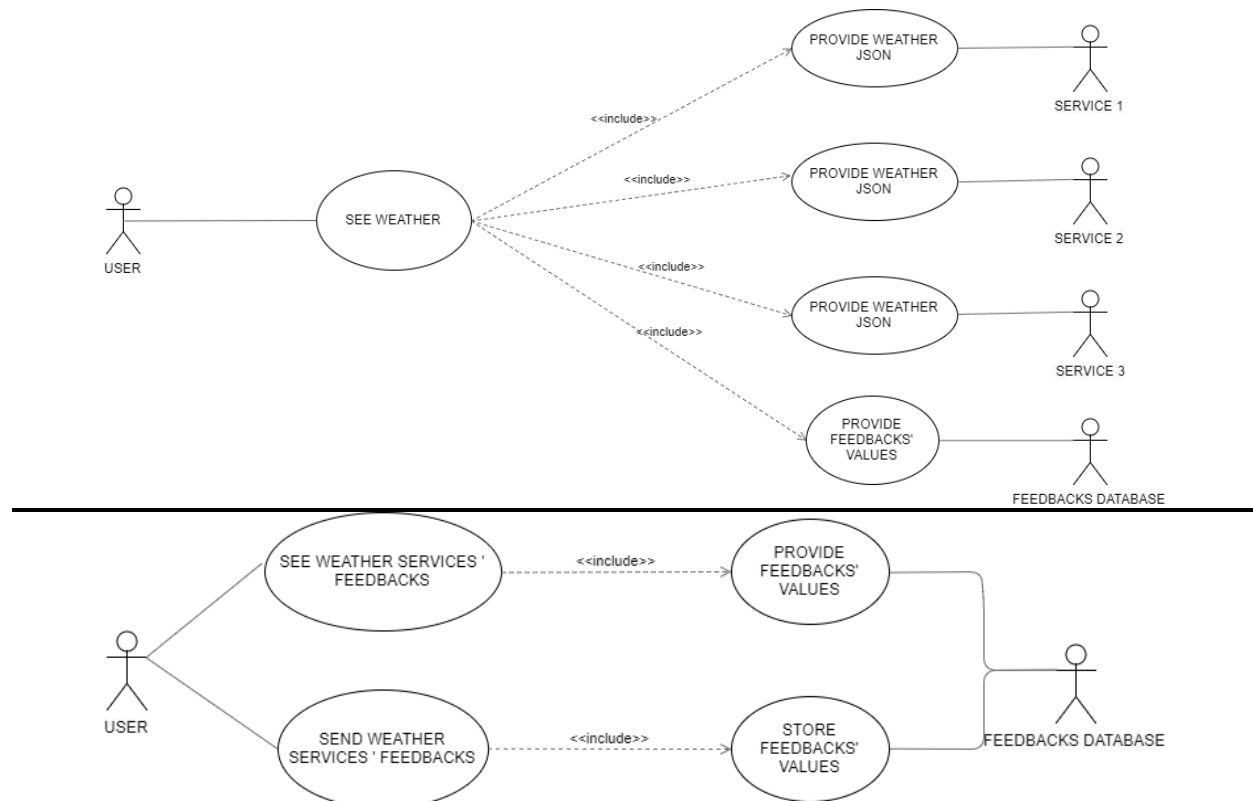 PROVIDE WEATHER
JSON
SERVICE 1
<<include>>
<<include>>
PROVIDE WEATHER
JSON
SERVICE 2
SEE WEATHER
USER
<<include>>
PROVIDE WEATHER
JSON
SERVICE 3
<<include>>
PROVIDE
FEEDBACKS'
VALUES
FEEDBACKS DATABASE
SEE WEATHER SERVICES '
FEEDBACKS
<<include>>
PROVIDE
FEEDBACKS'
VALUES
USER
SEND WEATHER
SERVICES ' FEEDBACKS
<<include>>
STORE
FEEDBACKS'
VALUES
FEEDBACKS DATABASE